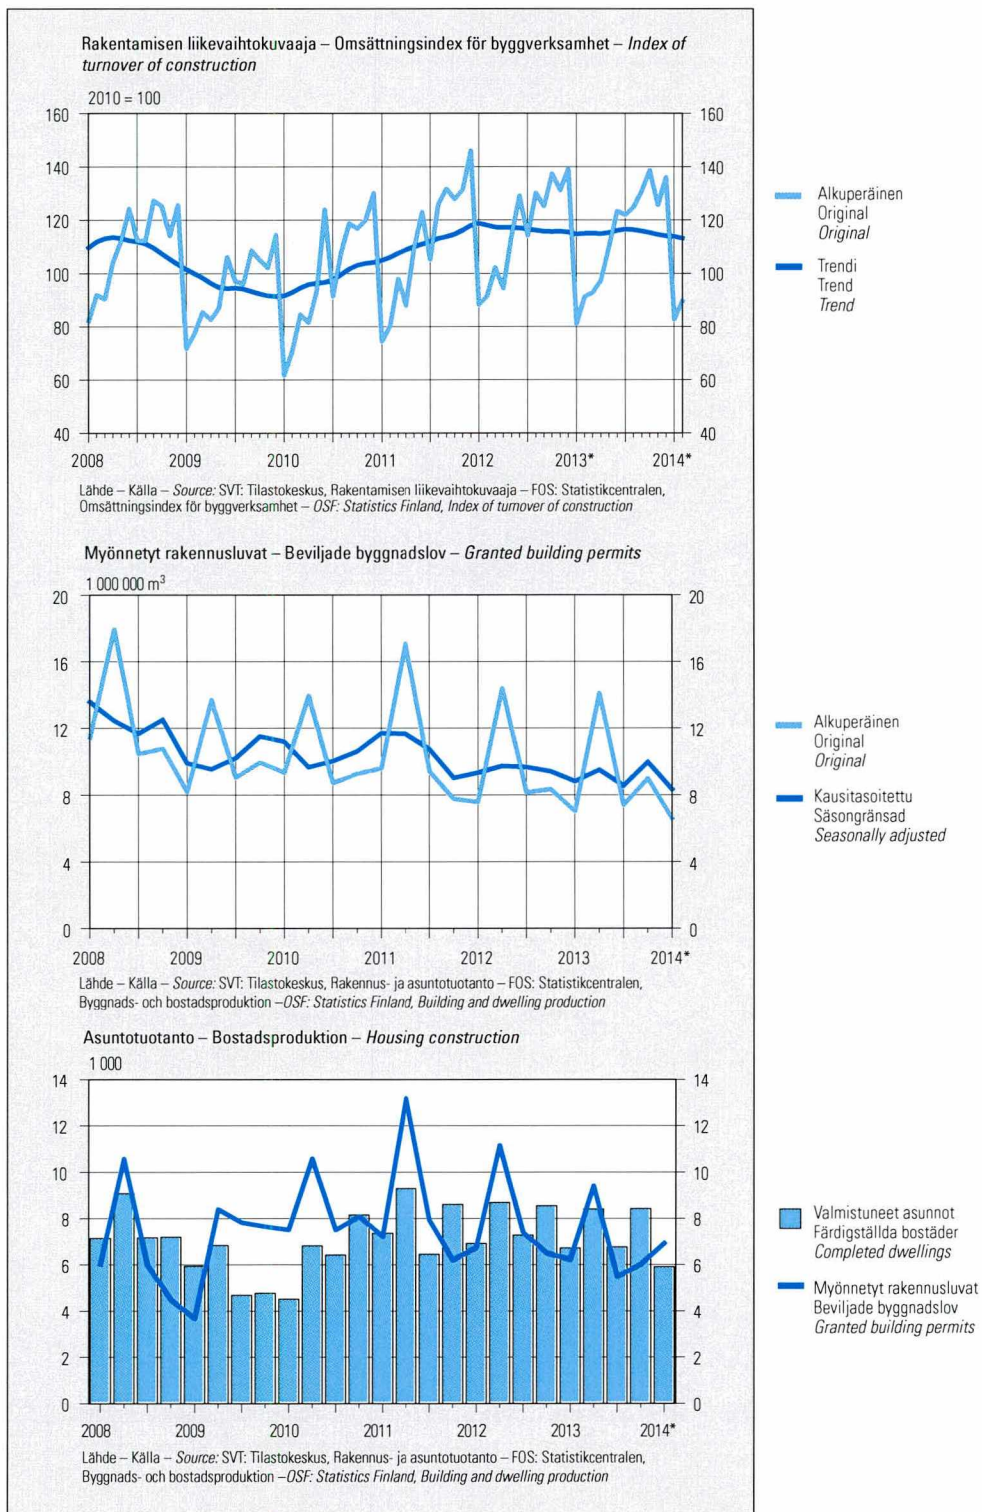 Rakentamisen liikevaihtokuvaaja – Omsättningsindex för byggverksamhet – Index of
turnover of construction
2010 = 100
160
140
120
100
80
60
40
160
140
120
100
80
60
40
2008
2009
2010
2011
2012
2013*
2014*
Alkuperäinen
Original
Original
Trendi
Trend
Trend
Lähde – Källa – Source: SVT: Tilastokeskus, Rakentamisen liikevaihtokuvaaja – FOS: Statistikcentralen,
Omsättningsindex för byggverksamhet – OSF: Statistics Finland, Index of turnover of construction
Myönnetyt rakennusluvat – Beviljade byggnadslov – Granted building permits
1 000 000 m³
20
16
12
8
4
0
20
16
12
8
4
0
2008
2009
2010
2011
2012
2013
2014*
Alkuperäinen
Original
Original
Kausitasoitettu
Säsongränsad
Seasonally adjusted
Lähde – Källa – Source: SVT: Tilastokeskus, Rakennus- ja asuntotuotanto – FOS: Statistikcentralen,
Byggnads- och bostadsproduktion –OSF: Statistics Finland, Building and dwelling production
Asuntotuotanto – Bostadsproduktion – Housing construction
1 000
14
12
10
8
6
4
2
0
14
12
10
8
6
4
2
0
2008
2009
2010
2011
2012
2013
2014*
Valmistuneet asunnot
Färdigställda bostäder
Completed dwellings
Myönnetyt rakennusluvat
Beviljade byggnadslov
Granted building permits
Lähde – Källa – Source: SVT: Tilastokeskus, Rakennus- ja asuntotuotanto – FOS: Statistikcentralen,
Byggnads- och bostadsproduktion –OSF: Statistics Finland, Building and dwelling production